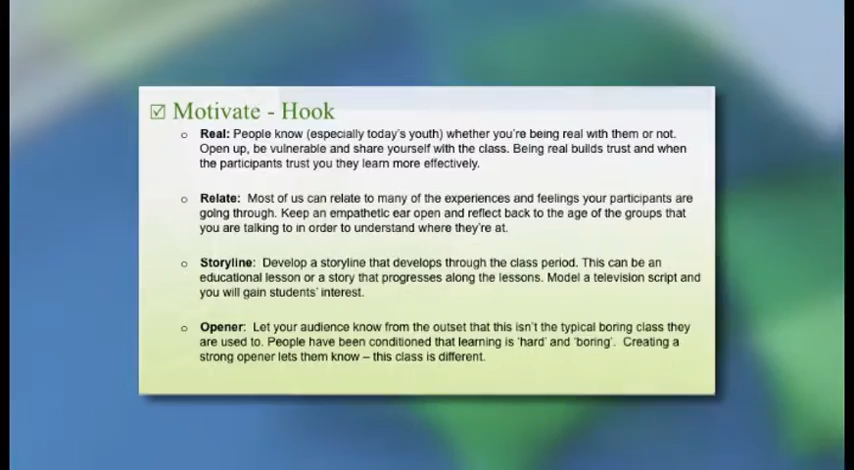 ☑ Motivate - Hook
○ Real: People know (especially today's youth) whether you're being real with them or not.
Open up, be vulnerable and share yourself with the class. Being real builds trust and when
the participants trust you they learn more effectively.
○ Relate: Most of us can relate to many of the experiences and feelings your participants are
going through. Keep an empathetic ear open and reflect back to the age of the groups that
you are talking to in order to understand where they're at.
○ Storyline: Develop a storyline that develops through the class period. This can be an
educational lesson or a story that progresses along the lessons. Model a television script and
you will gain students' interest.
○ Opener: Let your audience know from the outset that this isn't the typical boring class they
are used to. People have been conditioned that learning is 'hard' and 'boring'. Creating a
strong opener lets them know – this class is different.